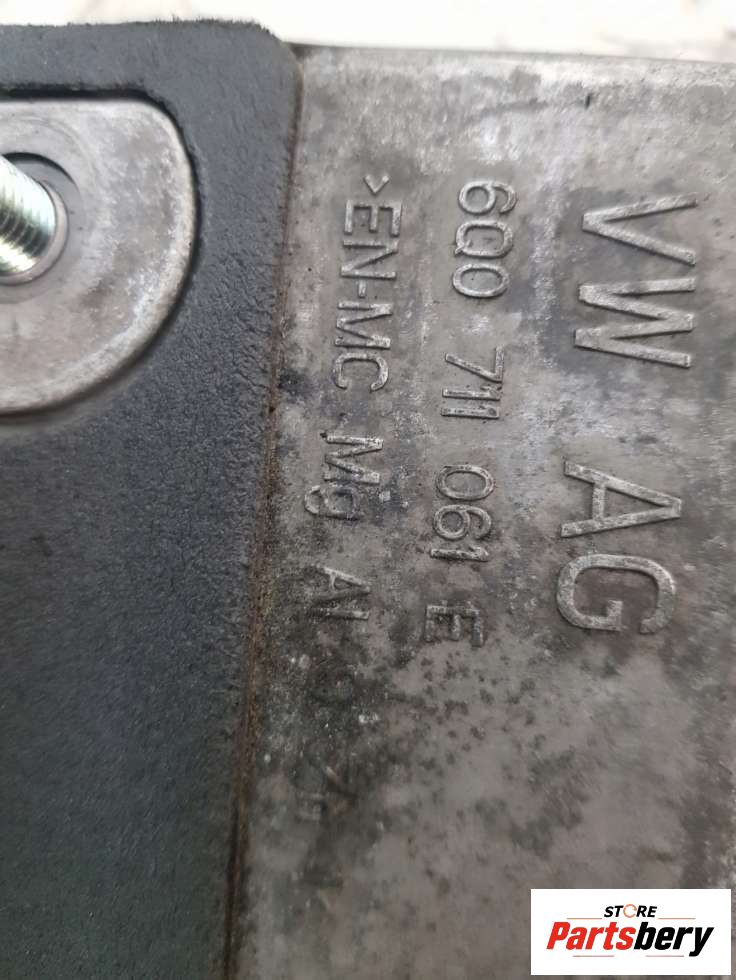 VW AG
6Q0 711 061 E
>EN-MC Mg Al
STORE
Partsbery